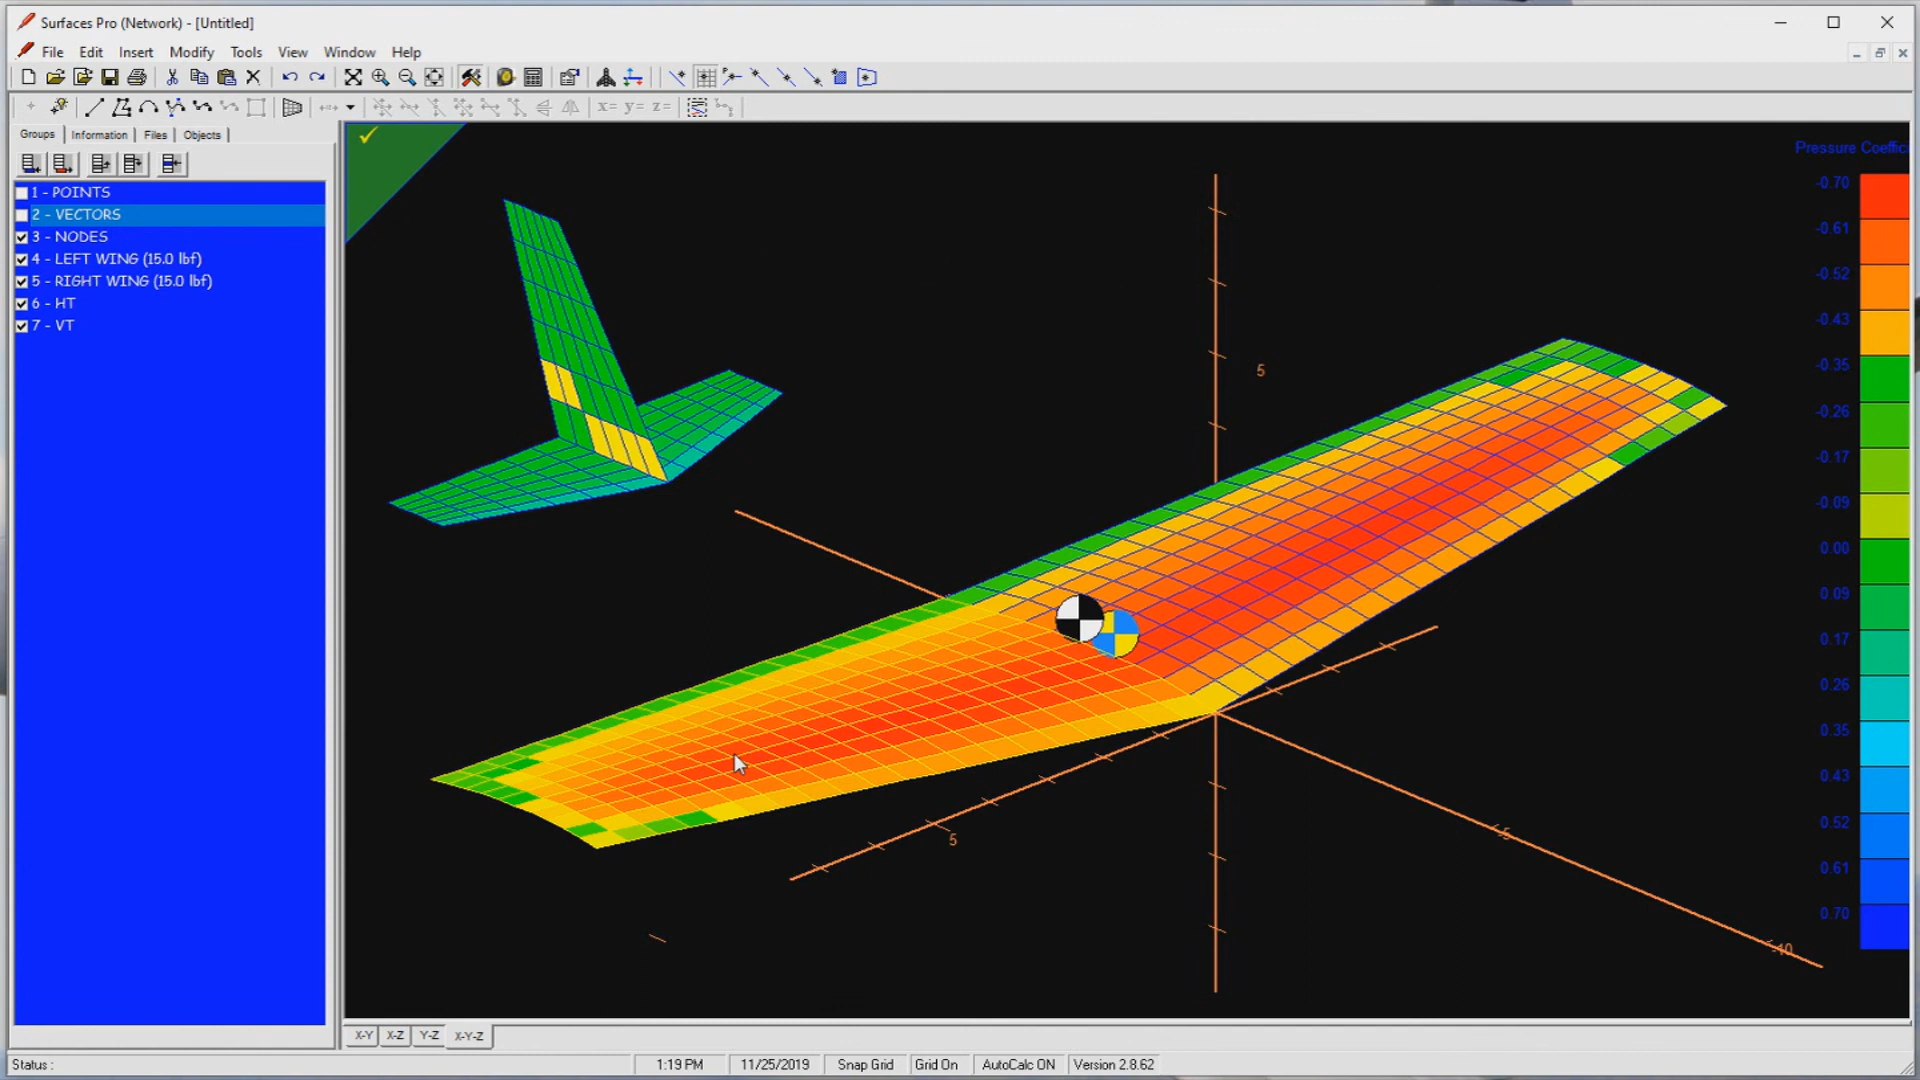 Surfaces Pro (Network) - [Untitled]
File Edit Insert Modify Tools View Window Help
x= y= z=
Groups Information Files Objects
1 - POINTS
2 - VECTORS
3 - NODES
4 - LEFT WING (15.0 lbf)
5 - RIGHT WING (15.0 lbf)
6 - HT
7 - VT
Pressure Coeffic
-0.70
-0.61
-0.52
-0.43
-0.35
-0.26
-0.17
-0.09
0.00
0.09
0.17
0.26
0.35
0.43
0.52
0.61
0.70
5
5
-5
-10
X-Y X-Z Y-Z X-Y-Z
Status : 1:19 PM 11/25/2019 Snap Grid Grid On AutoCalc ON Version 2.8.62